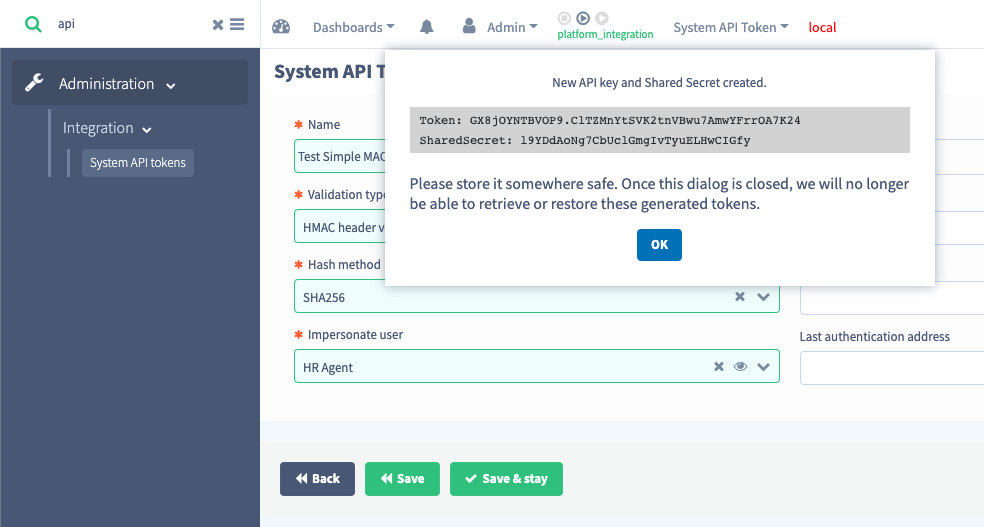 api
Dashboards
Admin
platform_integration
System API Token
local
Administration
Integration
System API tokens
System API T
New API key and Shared Secret created.
Token: GX8jOYNTBVOP9.ClTZMnYtSVK2tnVBwu7AmwYFrrOA7K24
SharedSecret: l9YDdAoNg7CbUclGmgIvTyuELHwCIGfy
Please store it somewhere safe. Once this dialog is closed, we will no longer
be able to retrieve or restore these generated tokens.
OK
* Name
Test Simple MAC
* Validation type
HMAC header v
* Hash method
SHA256
* Impersonate user
HR Agent
Last authentication address
Back
Save
Save & stay